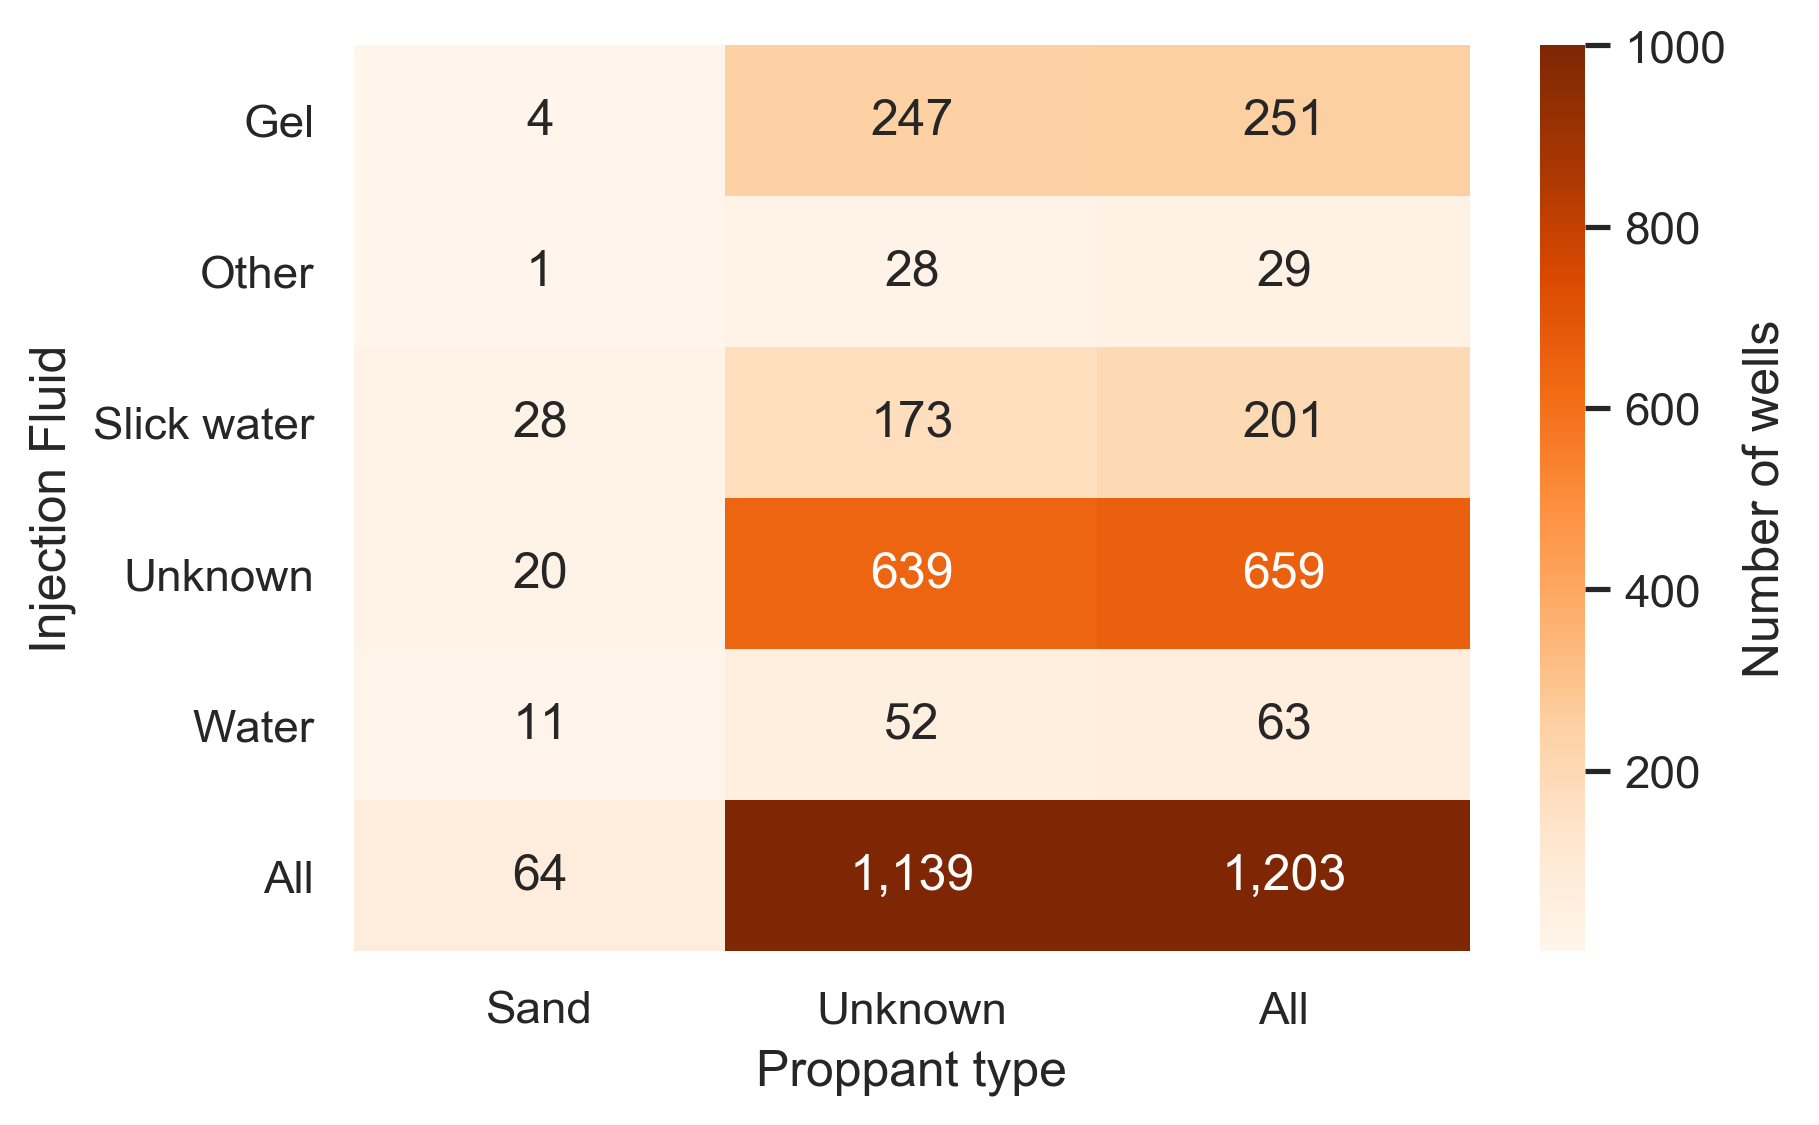 Injection Fluid
Gel 4 247 251
Other 1 28 29
Slick water 28 173 201
Unknown 20 639 659
Water 11 52 63
All 64 1,139 1,203
Sand Unknown All
Proppant type
1000
800
600
400
200
Number of wells